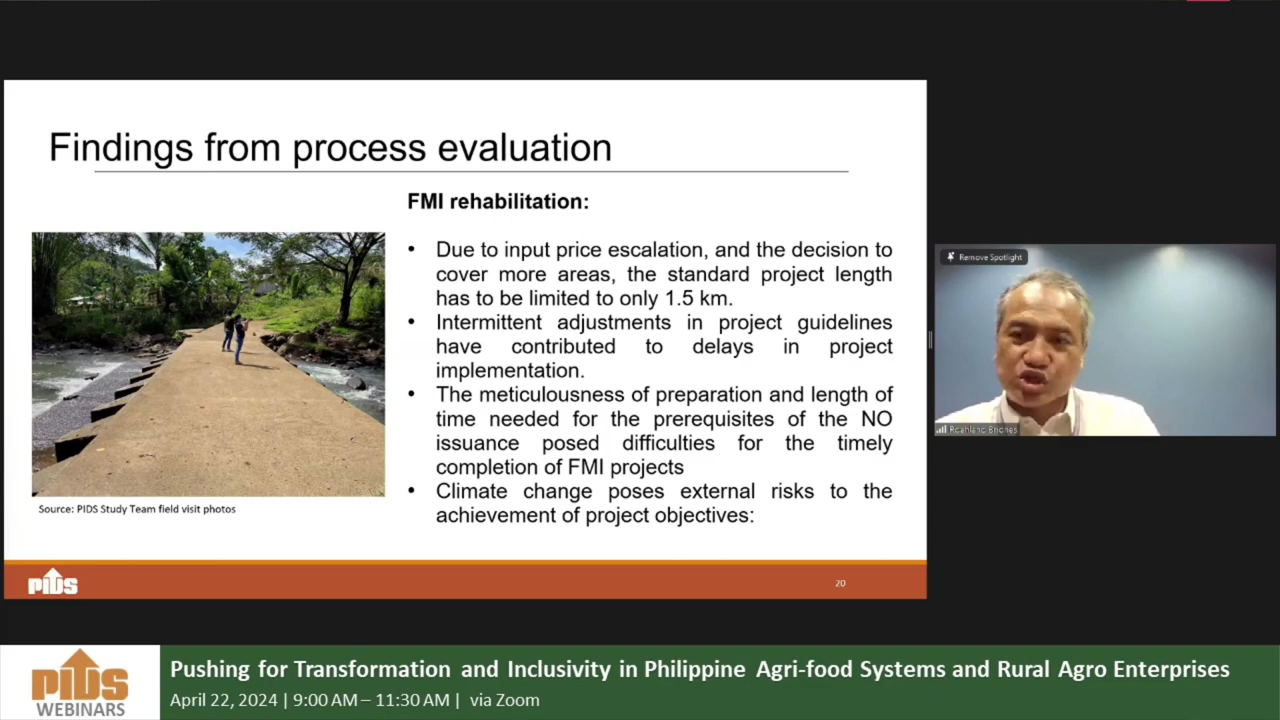 Findings from process evaluation
FMI rehabilitation:
• Due to input price escalation, and the decision to
cover more areas, the standard project length
has to be limited to only 1.5 km.
• Intermittent adjustments in project guidelines
have contributed to delays in project
implementation.
• The meticulousness of preparation and length of
time needed for the prerequisites of the NO
issuance posed difficulties for the timely
completion of FMI projects
• Climate change poses external risks to the
achievement of project objectives:
Source: PIDS Study Team field visit photos
PIDS
20
Remove Spotlight
Roehlano Briones
PIDS
WEBINARS
Pushing for Transformation and Inclusivity in Philippine Agri-food Systems and Rural Agro Enterprises
April 22, 2024 | 9:00 AM – 11:30 AM | via Zoom